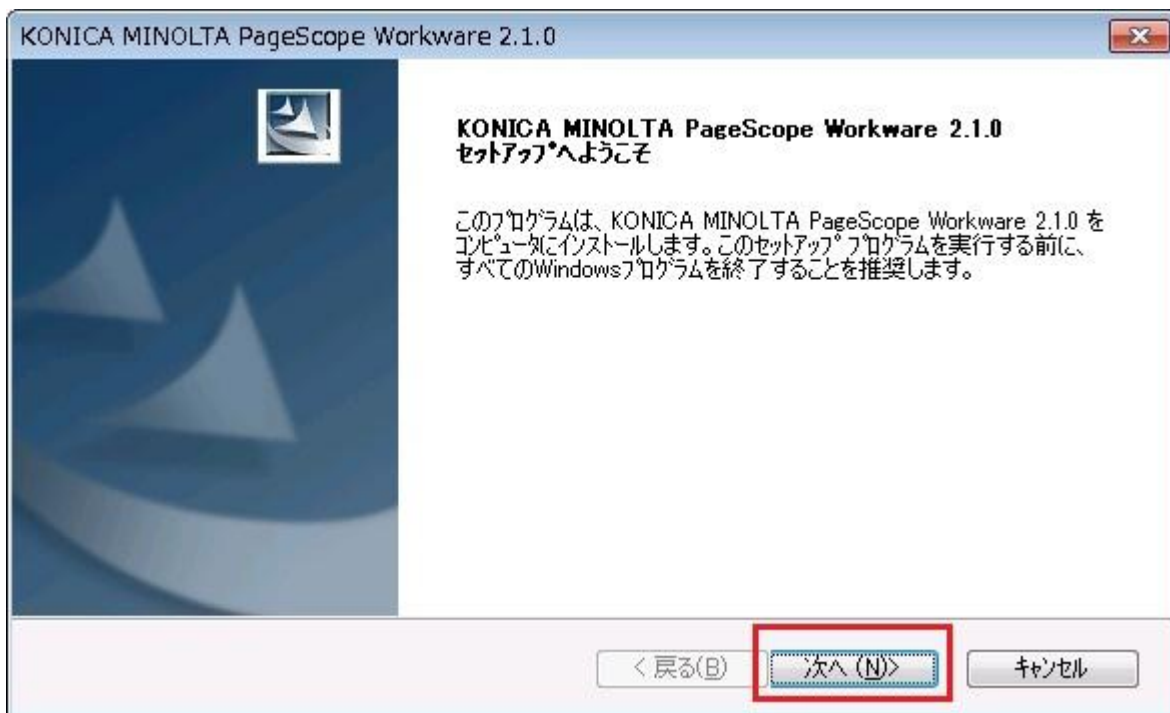 KONICA MINOLTA PageScope Workware 2.1.0
KONICA MINOLTA PageScope Workware 2.1.0
ｾｯﾄｱｯﾌﾟへようこそ
このﾌﾟﾛｸﾞﾗﾑは、KONICA MINOLTA PageScope Workware 2.1.0 を
ｺﾝﾋﾟｭｰﾀにインストールします。このｾｯﾄｱｯﾌﾟ ﾌﾟﾛｸﾞﾗﾑを実行する前に、
すべてのWindowsﾌﾟﾛｸﾞﾗﾑを終了することを推奨します。
< 戻る(B)
次へ (N)>
ｷｬﾝｾﾙ